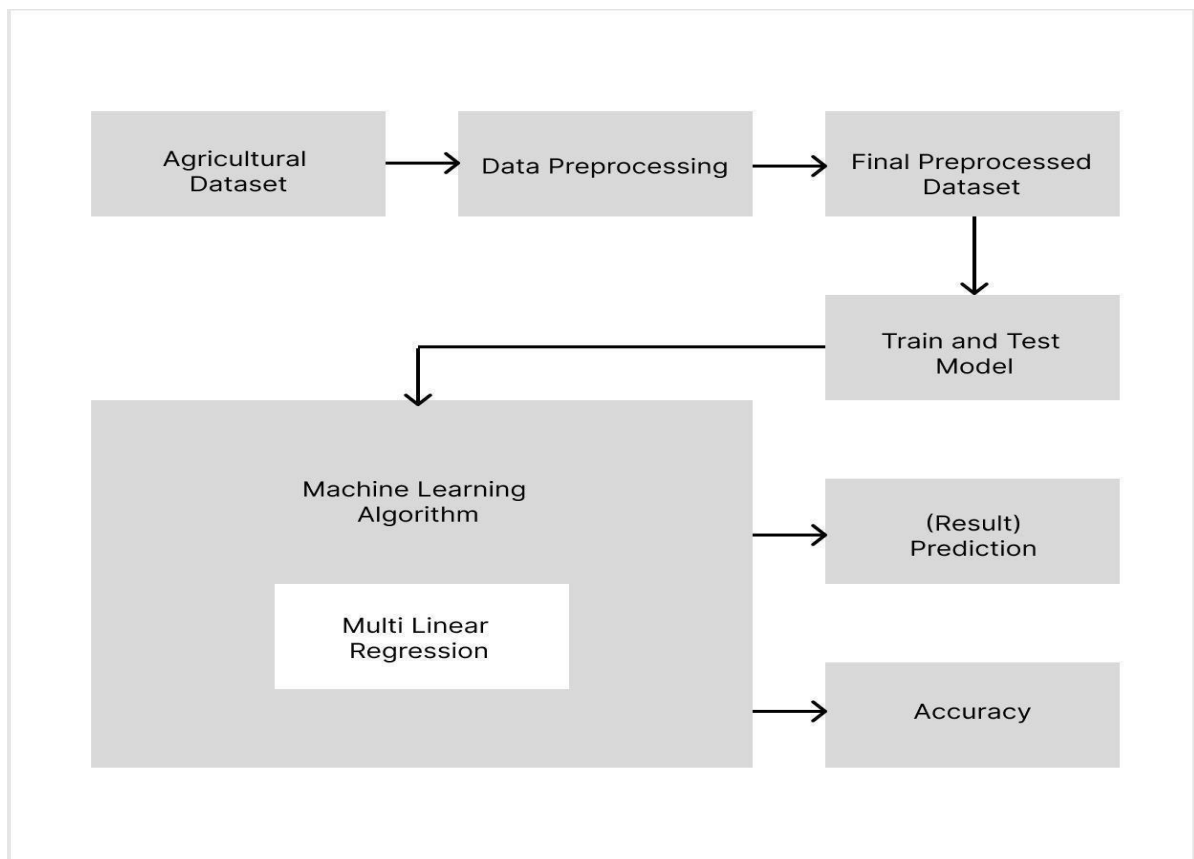 Agricultural
Dataset
Data Preprocessing
Final Preprocessed
Dataset
Train and Test
Model
Machine Learning
Algorithm
Multi Linear
Regression
(Result)
Prediction
Accuracy